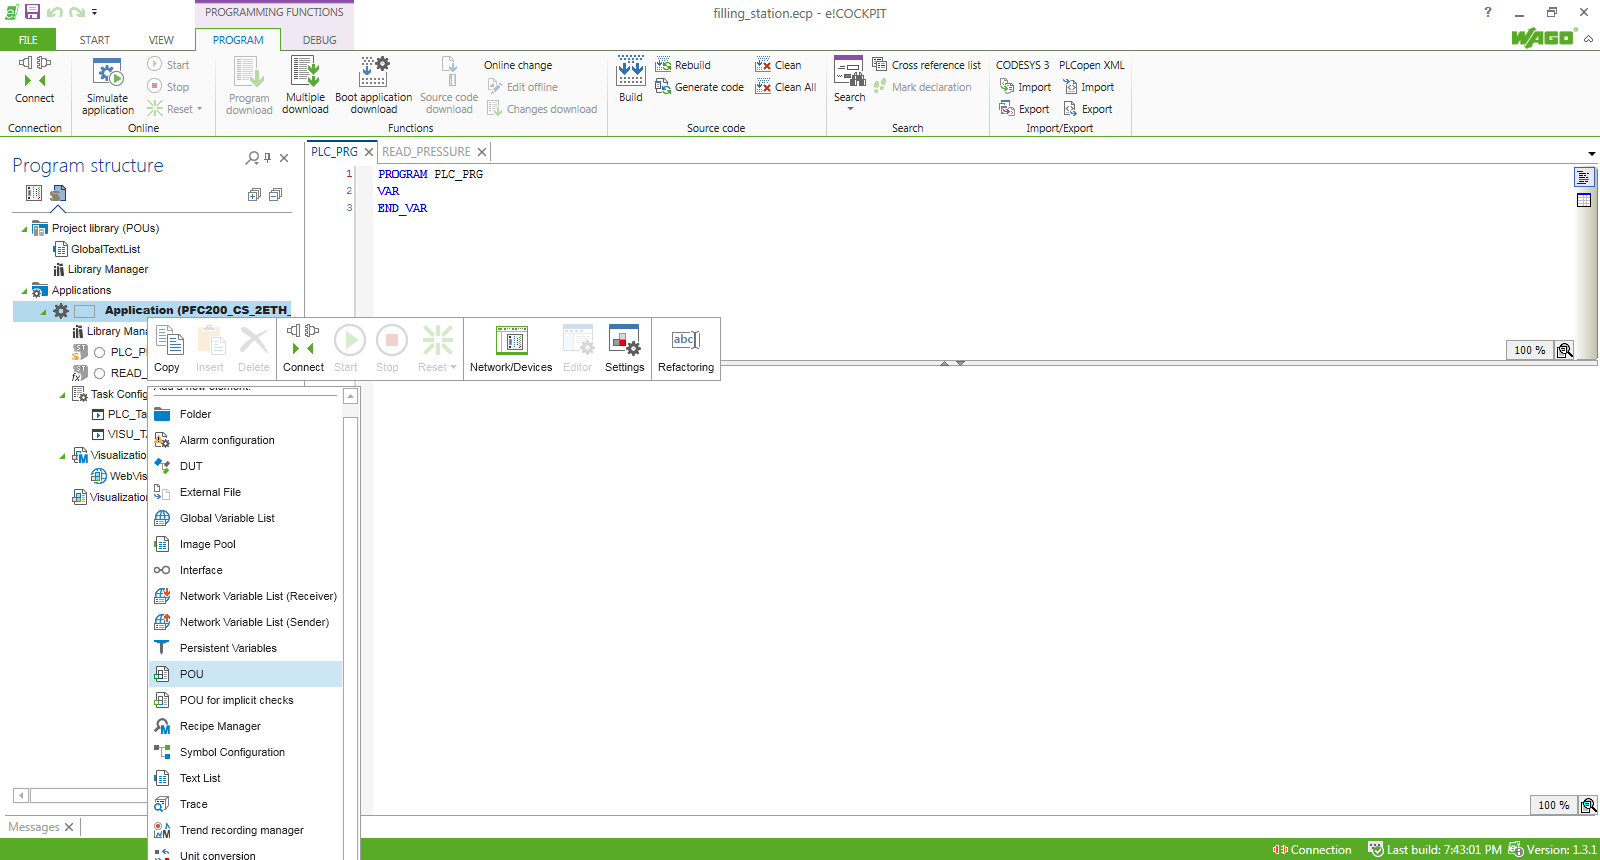 PROGRAMMING FUNCTIONS
filling_station.ecp - e!COCKPIT
FILE START VIEW PROGRAM DEBUG
WAGO
Connect
Connection
Simulate application
Start
Stop
Reset
Online
Program download
Multiple download
Boot application download
Source code download
Online change
Edit offline
Changes download
Functions
Build
Rebuild
Generate code
Clean
Clean All
Source code
Search
Cross reference list
Mark declaration
Search
CODESYS 3 PLCopen XML
Import Import
Export Export
Import/Export
Program structure
Project library (POUs)
GlobalTextList
Library Manager
Applications
Application (PFC200_CS_2ETH_
Library Mana
PLC_P
READ_
Task Config
PLC_Ta
VISU_T
Visualizatio
WebVis
Visualization
PLC_PRG READ_PRESSURE
1 PROGRAM PLC_PRG
2 VAR
3 END_VAR
100 %
Copy Insert Delete Connect Start Stop Reset Network/Devices Editor Settings Refactoring
Add a new element:
Folder
Alarm configuration
DUT
External File
Global Variable List
Image Pool
Interface
Network Variable List (Receiver)
Network Variable List (Sender)
Persistent Variables
POU
POU for implicit checks
Recipe Manager
Symbol Configuration
Text List
Trace
Trend recording manager
Unit conversion
100 %
Messages
Connection Last build: 7:43:01 PM Version: 1.3.1